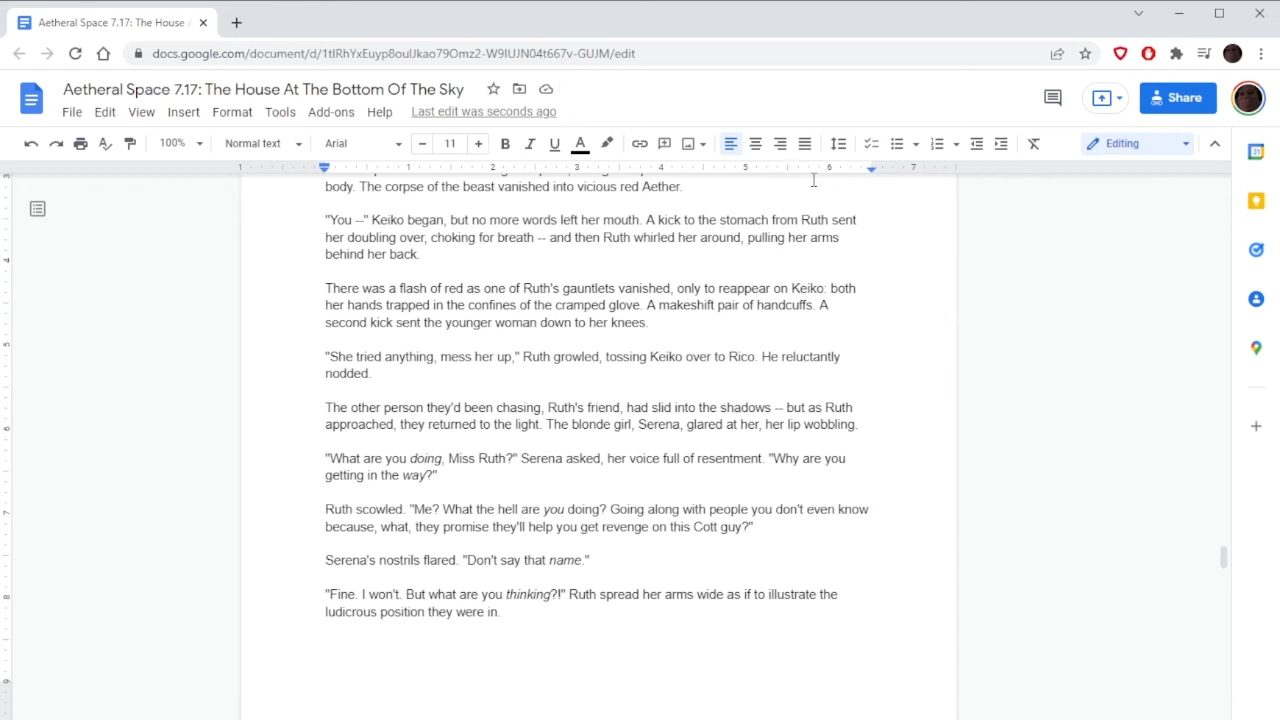 Aetheral Space 7.17: The House A
docs.google.com/document/d/1tIRhYxEuyp8ouIJkao79Omz2-W9IUJN04t667v-GUJM/edit
Aetheral Space 7.17: The House At The Bottom Of The Sky
File Edit View Insert Format Tools Add-ons Help Last edit was seconds ago
Share
100% Normal text Arial 11 B I U A Editing
1 1 2 3 4 5 6 7
body. The corpse of the beast vanished into vicious red Aether.
"You --" Keiko began, but no more words left her mouth. A kick to the stomach from Ruth sent
her doubling over, choking for breath -- and then Ruth whirled her around, pulling her arms
behind her back.
There was a flash of red as one of Ruth's gauntlets vanished, only to reappear on Keiko: both
her hands trapped in the confines of the cramped glove. A makeshift pair of handcuffs. A
second kick sent the younger woman down to her knees.
"She tried anything, mess her up," Ruth growled, tossing Keiko over to Rico. He reluctantly
nodded.
The other person they'd been chasing, Ruth's friend, had slid into the shadows -- but as Ruth
approached, they returned to the light. The blonde girl, Serena, glared at her, her lip wobbling.
"What are you doing, Miss Ruth?" Serena asked, her voice full of resentment. "Why are you
getting in the way?"
Ruth scowled. "Me? What the hell are you doing? Going along with people you don't even know
because, what, they promise they'll help you get revenge on this Cott guy?"
Serena's nostrils flared. "Don't say that name."
"Fine. I won't. But what are you thinking?!" Ruth spread her arms wide as if to illustrate the
ludicrous position they were in.